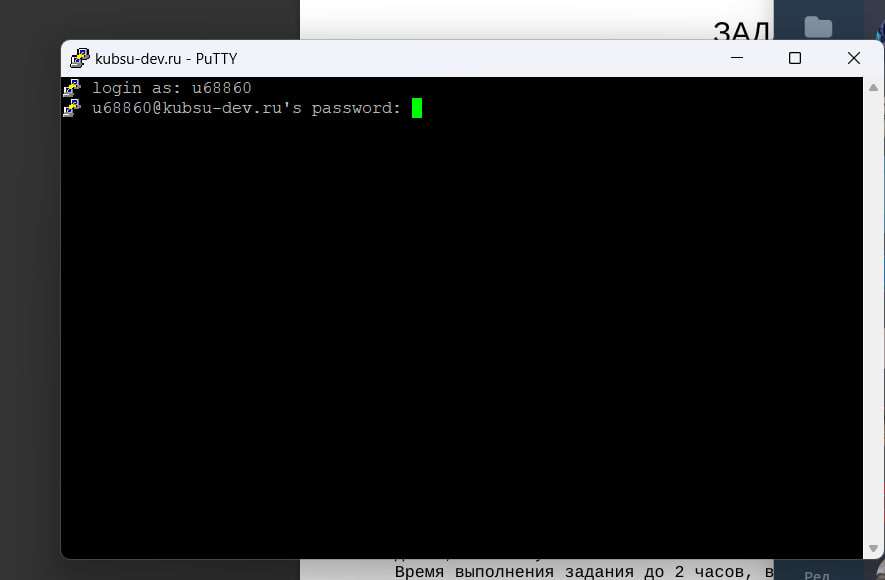 ЗАД
kubsu-dev.ru - PuTTY
login as: u68860
u68860@kubsu-dev.ru's password:
Время выполнения задания до 2 часов, в
Ред